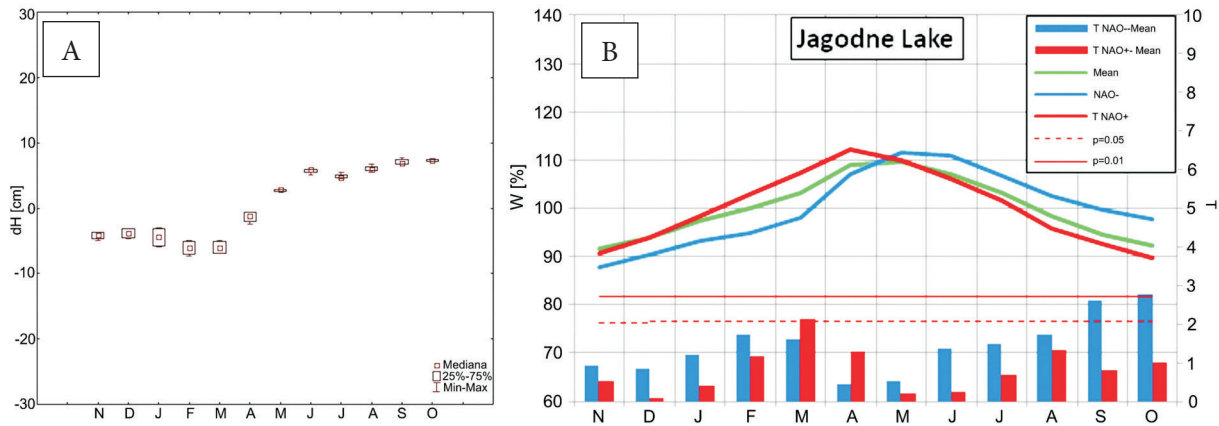 A
dH [cm]
30
20
10
-0
-10
-20
-30
N D J F M A M J J A S O
Mediana
25%-75%
Min-Max
B
Jagodne Lake
W [%]
140
130
120
110
100
90
80
70
60
T NAO--Mean
T NAO+- Mean
Mean
NAO-
T NAO+
p=0.05
p=0.01
10
9
8
7
6
5
4
3
2
1
0
T
N D J F M A M J J A S O